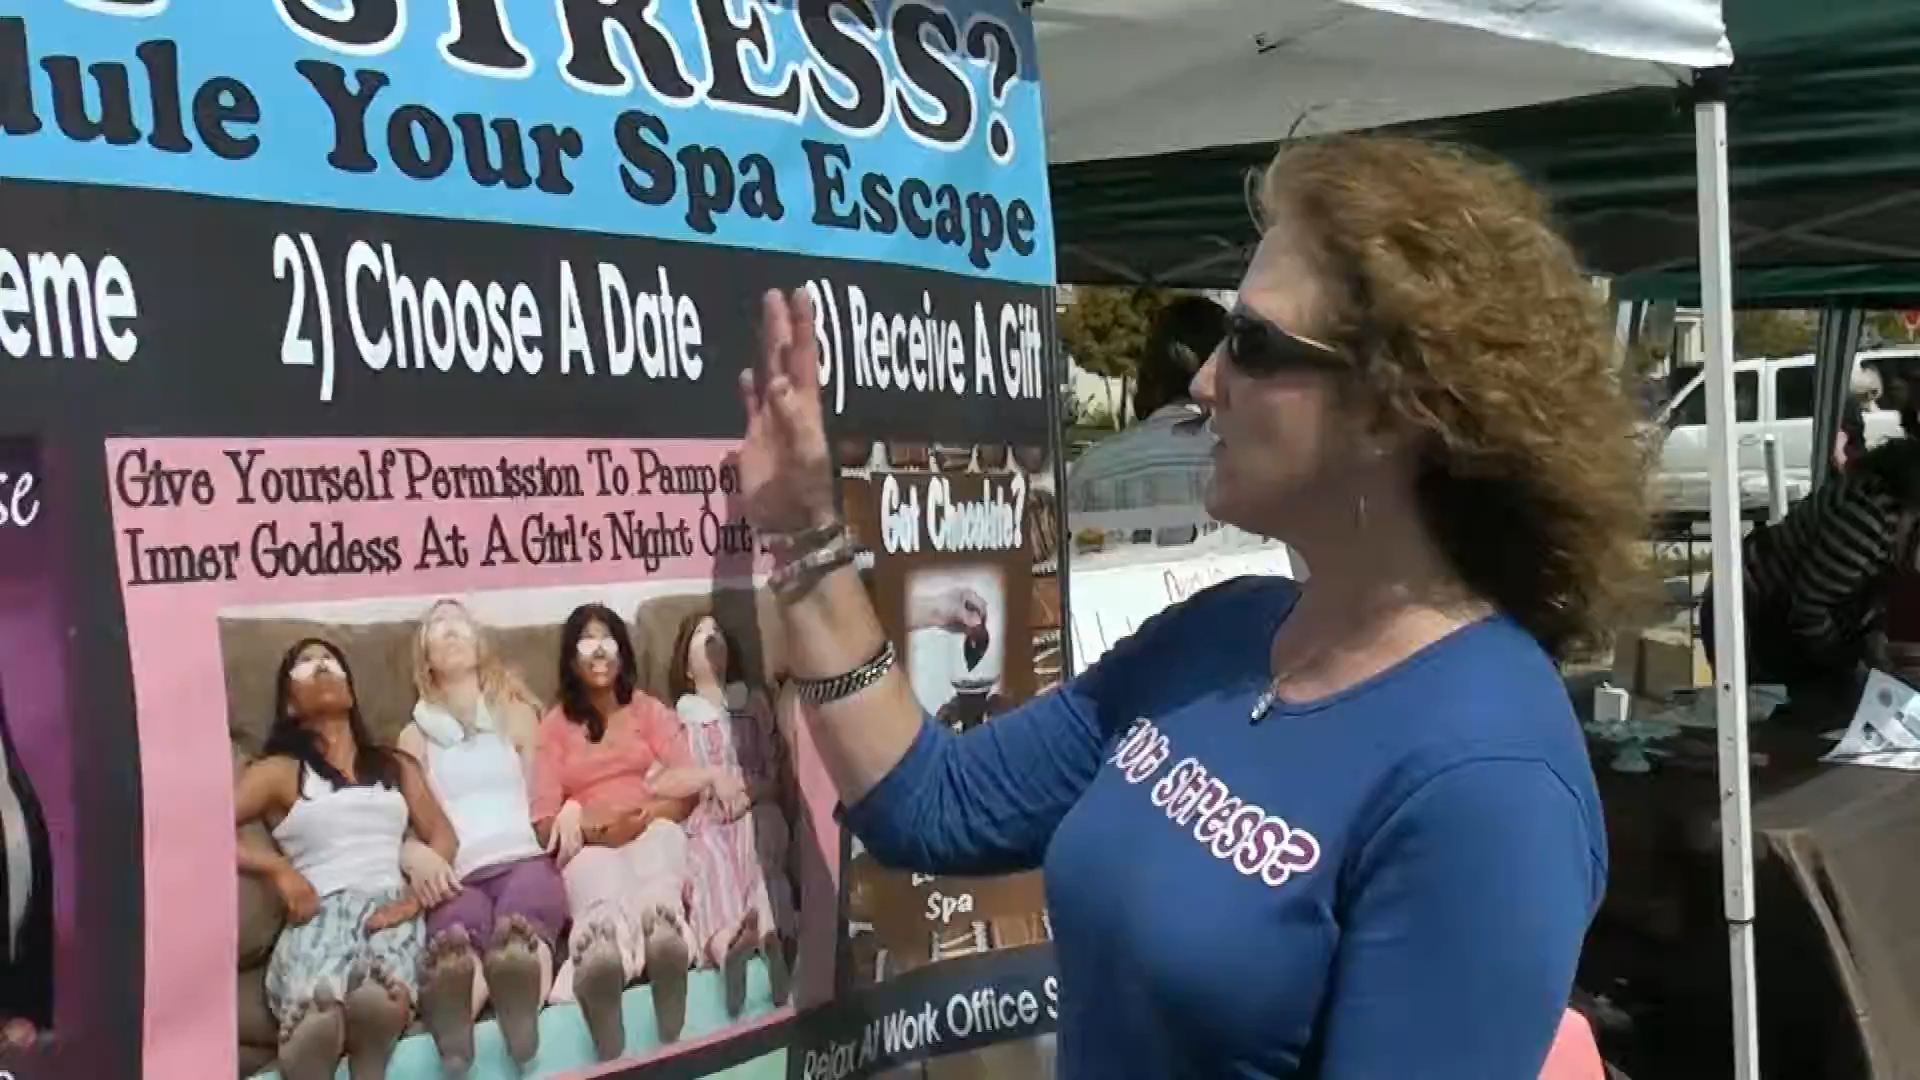 STRESS?
dule Your Spa Escape
eme
2) Choose A Date
3) Receive A Gift
se
Give Yourself Permission To Pamper
Inner Goddess At A Girl's Night Out
Got Chocolate?
Spa
Relax At Work Office S
Got Stress?